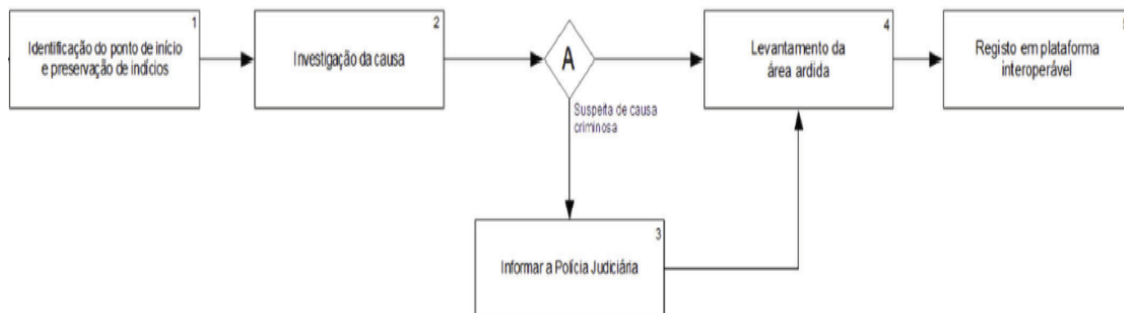 1
Identificação do ponto de início
e preservação de indícios
2
Investigação da causa
A
Suspeita de causa
criminosa
3
Informar a Polícia Judiciária
4
Levantamento da
área ardida
5
Registo em plataforma
interoperável